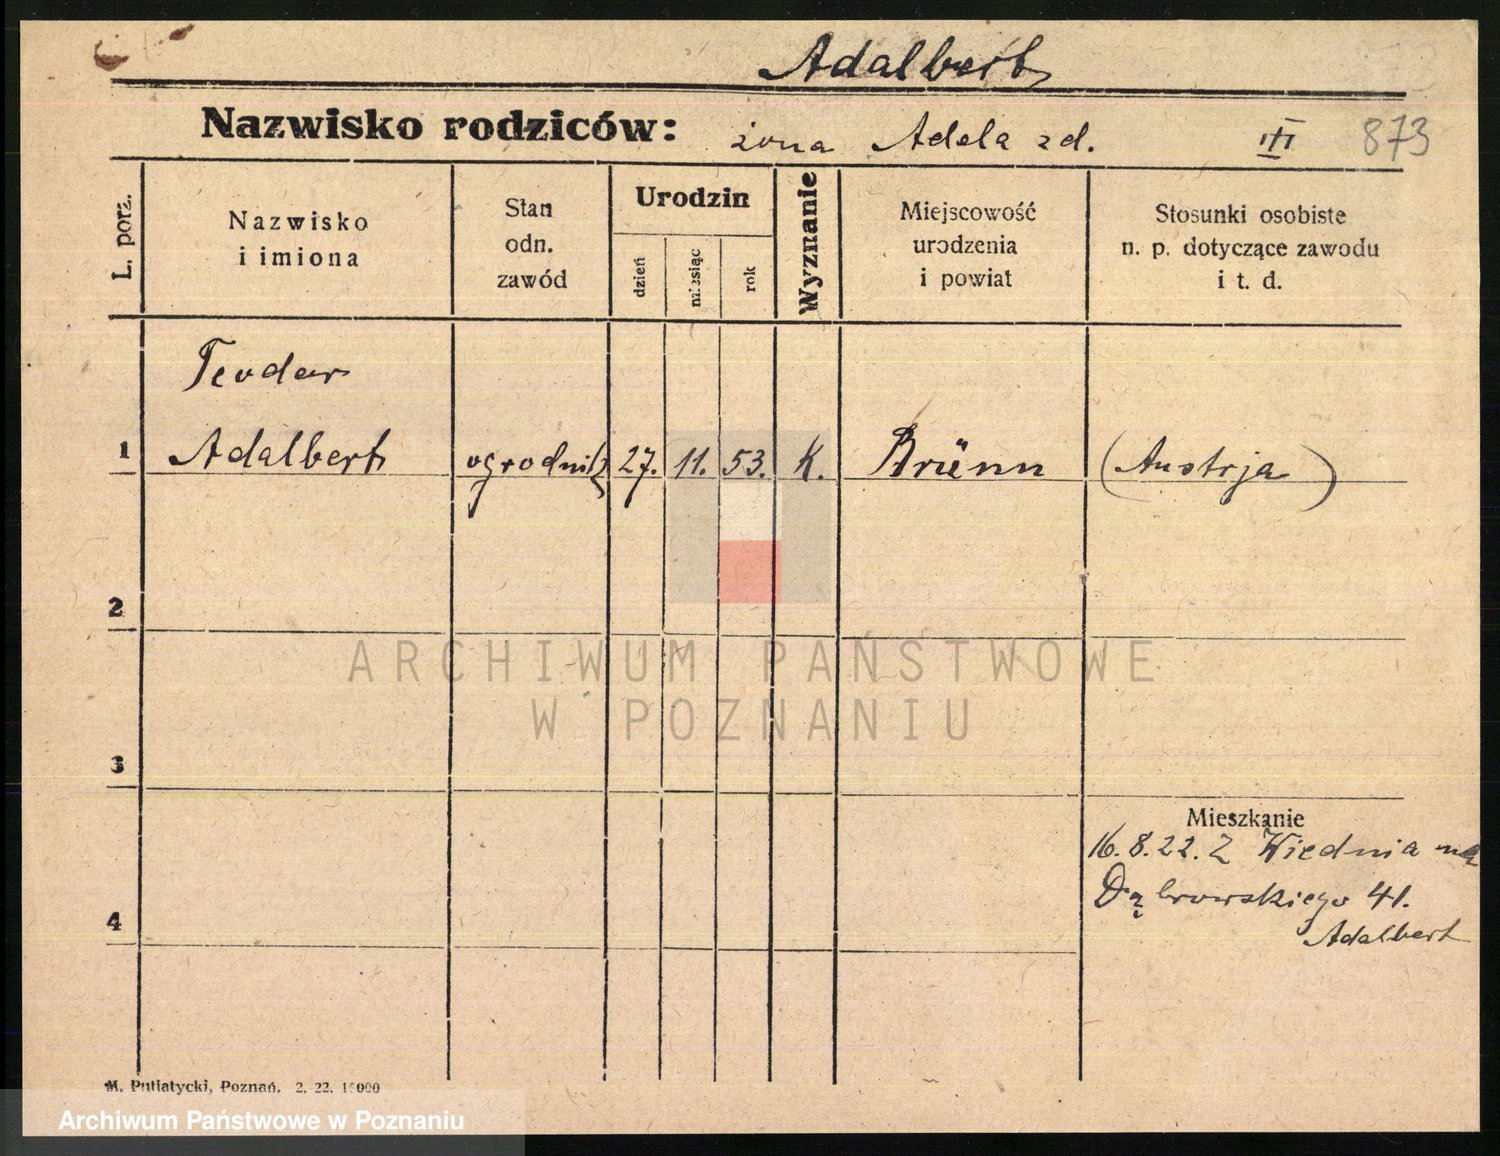 Adalbert
Nazwisko rodziców: żona Adela zd. III 873
L. porz.
Nazwisko
i imiona
Stan
odn.
zawód
Urodzin
dzień
miesiąc
rok
Wyznanie
Miejscowość
urodzenia
i powiat
Stosunki osobiste
n. p. dotyczące zawodu
i t. d.
Teodor
1 Adalbert ogrodnik 27. 11. 53. K. Brünn (Austrja)
2
ARCHIWUM PAŃSTWOWE
W POZNANIU
3
Mieszkanie
16.8.22. Z Wiednia na
Dąbrowskiego 41.
4
Adalbert
M. Putiatycki, Poznań. 2. 22. 10000
Archiwum Państwowe w Poznaniu